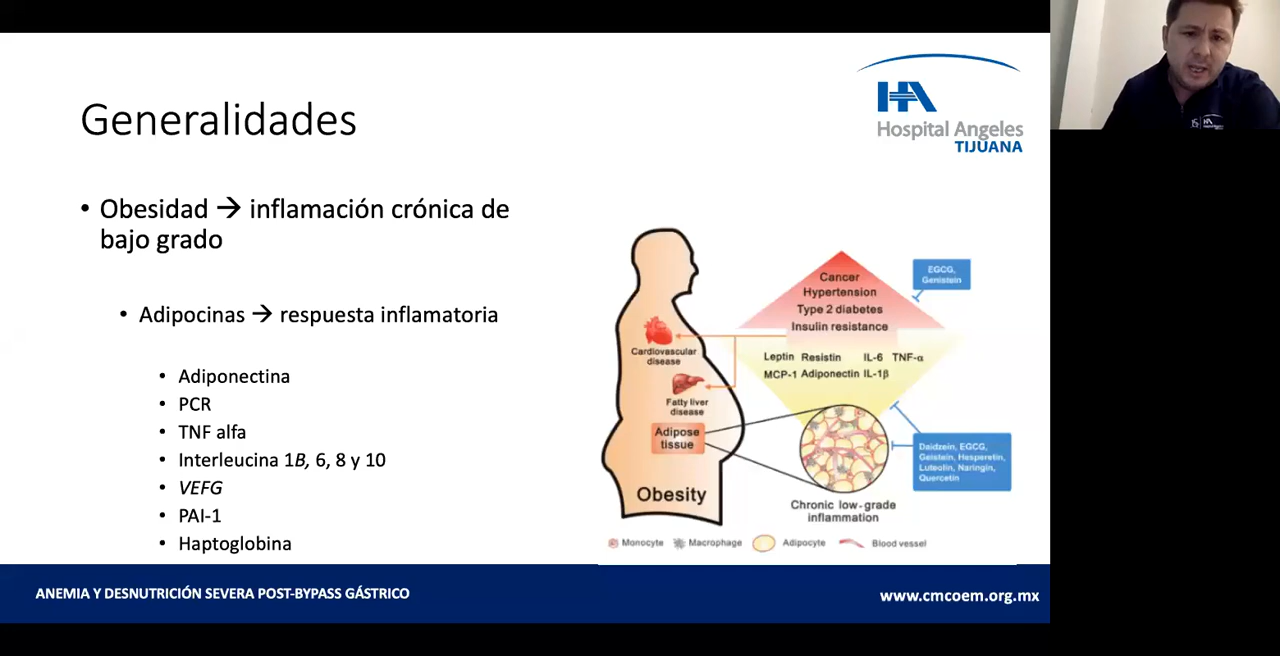 Generalidades
HA
Hospital Angeles
TIJUANA
• Obesidad → inflamación crónica de
bajo grado
• Adipocinas → respuesta inflamatoria
• Adiponectina
• PCR
• TNF alfa
• Interleucina 1B, 6, 8 y 10
• VEFG
• PAI-1
• Haptoglobina
Cancer
Hypertension
Type 2 diabetes
Insulin resistance
EGCG,
Genistein
Leptin Resistin IL-6 TNF-α
MCP-1 Adiponectin IL-1β
Cardiovascular
disease
Fatty liver
disease
Adipose
tissue
Obesity
Daidzein, EGCG,
Geistein, Hesperetin,
Luteolin, Naringin,
Quercetin
Chronic low-grade
inflammation
Monocyte Macrophage Adipocyte Blood vessel
ANEMIA Y DESNUTRICIÓN SEVERA POST-BYPASS GÁSTRICO
www.cmcoem.org.mx
HA